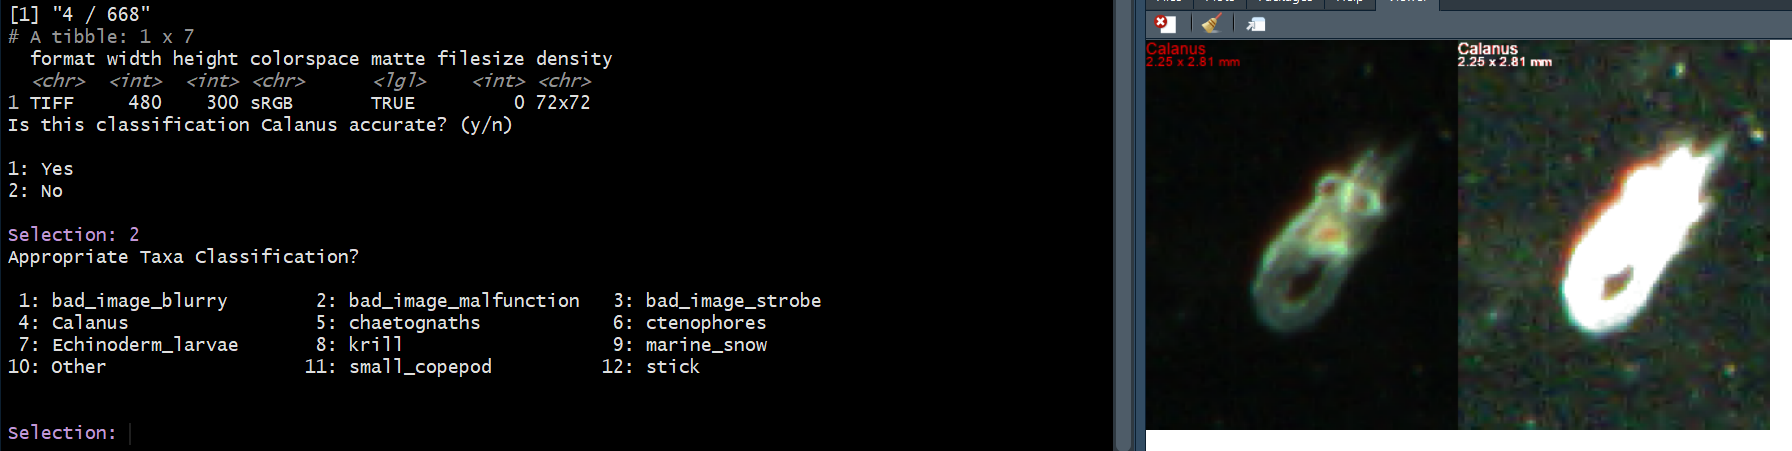 [1] "4 / 668"
# A tibble: 1 x 7
format width height colorspace matte filesize density
<chr> <int> <int> <chr> <lgl> <int> <chr>
1 TIFF 480 300 sRGB TRUE 0 72x72
Is this classification Calanus accurate? (y/n)
1: Yes
2: No
Selection: 2
Appropriate Taxa Classification?
1: bad_image_blurry 2: bad_image_malfunction 3: bad_image_strobe
4: Calanus 5: chaetognaths 6: ctenophores
7: Echinoderm_larvae 8: krill 9: marine_snow
10: Other 11: small_copepod 12: stick
Selection:
Calanus
2.25 x 2.81 mm
Calanus
2.25 x 2.81 mm